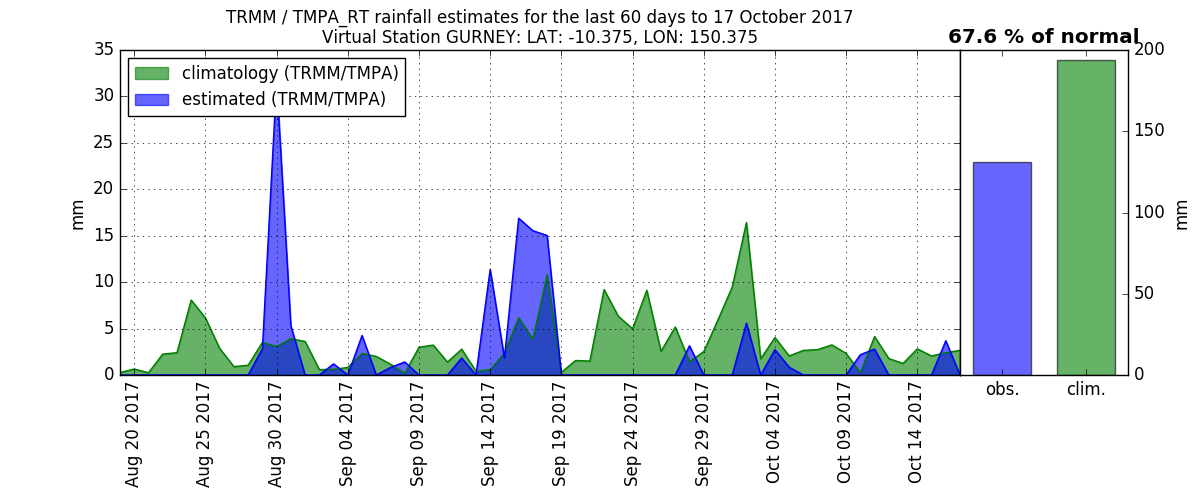 TRMM / TMPA_RT rainfall estimates for the last 60 days to 17 October 2017
Virtual Station GURNEY: LAT: -10.375, LON: 150.375
67.6 % of normal
climatology (TRMM/TMPA)
estimated (TRMM/TMPA)
mm
35
30
25
20
15
10
5
0
Aug 20 2017
Aug 25 2017
Aug 30 2017
Sep 04 2017
Sep 09 2017
Sep 14 2017
Sep 19 2017
Sep 24 2017
Sep 29 2017
Oct 04 2017
Oct 09 2017
Oct 14 2017
200
150
100
50
0
mm
obs.
clim.